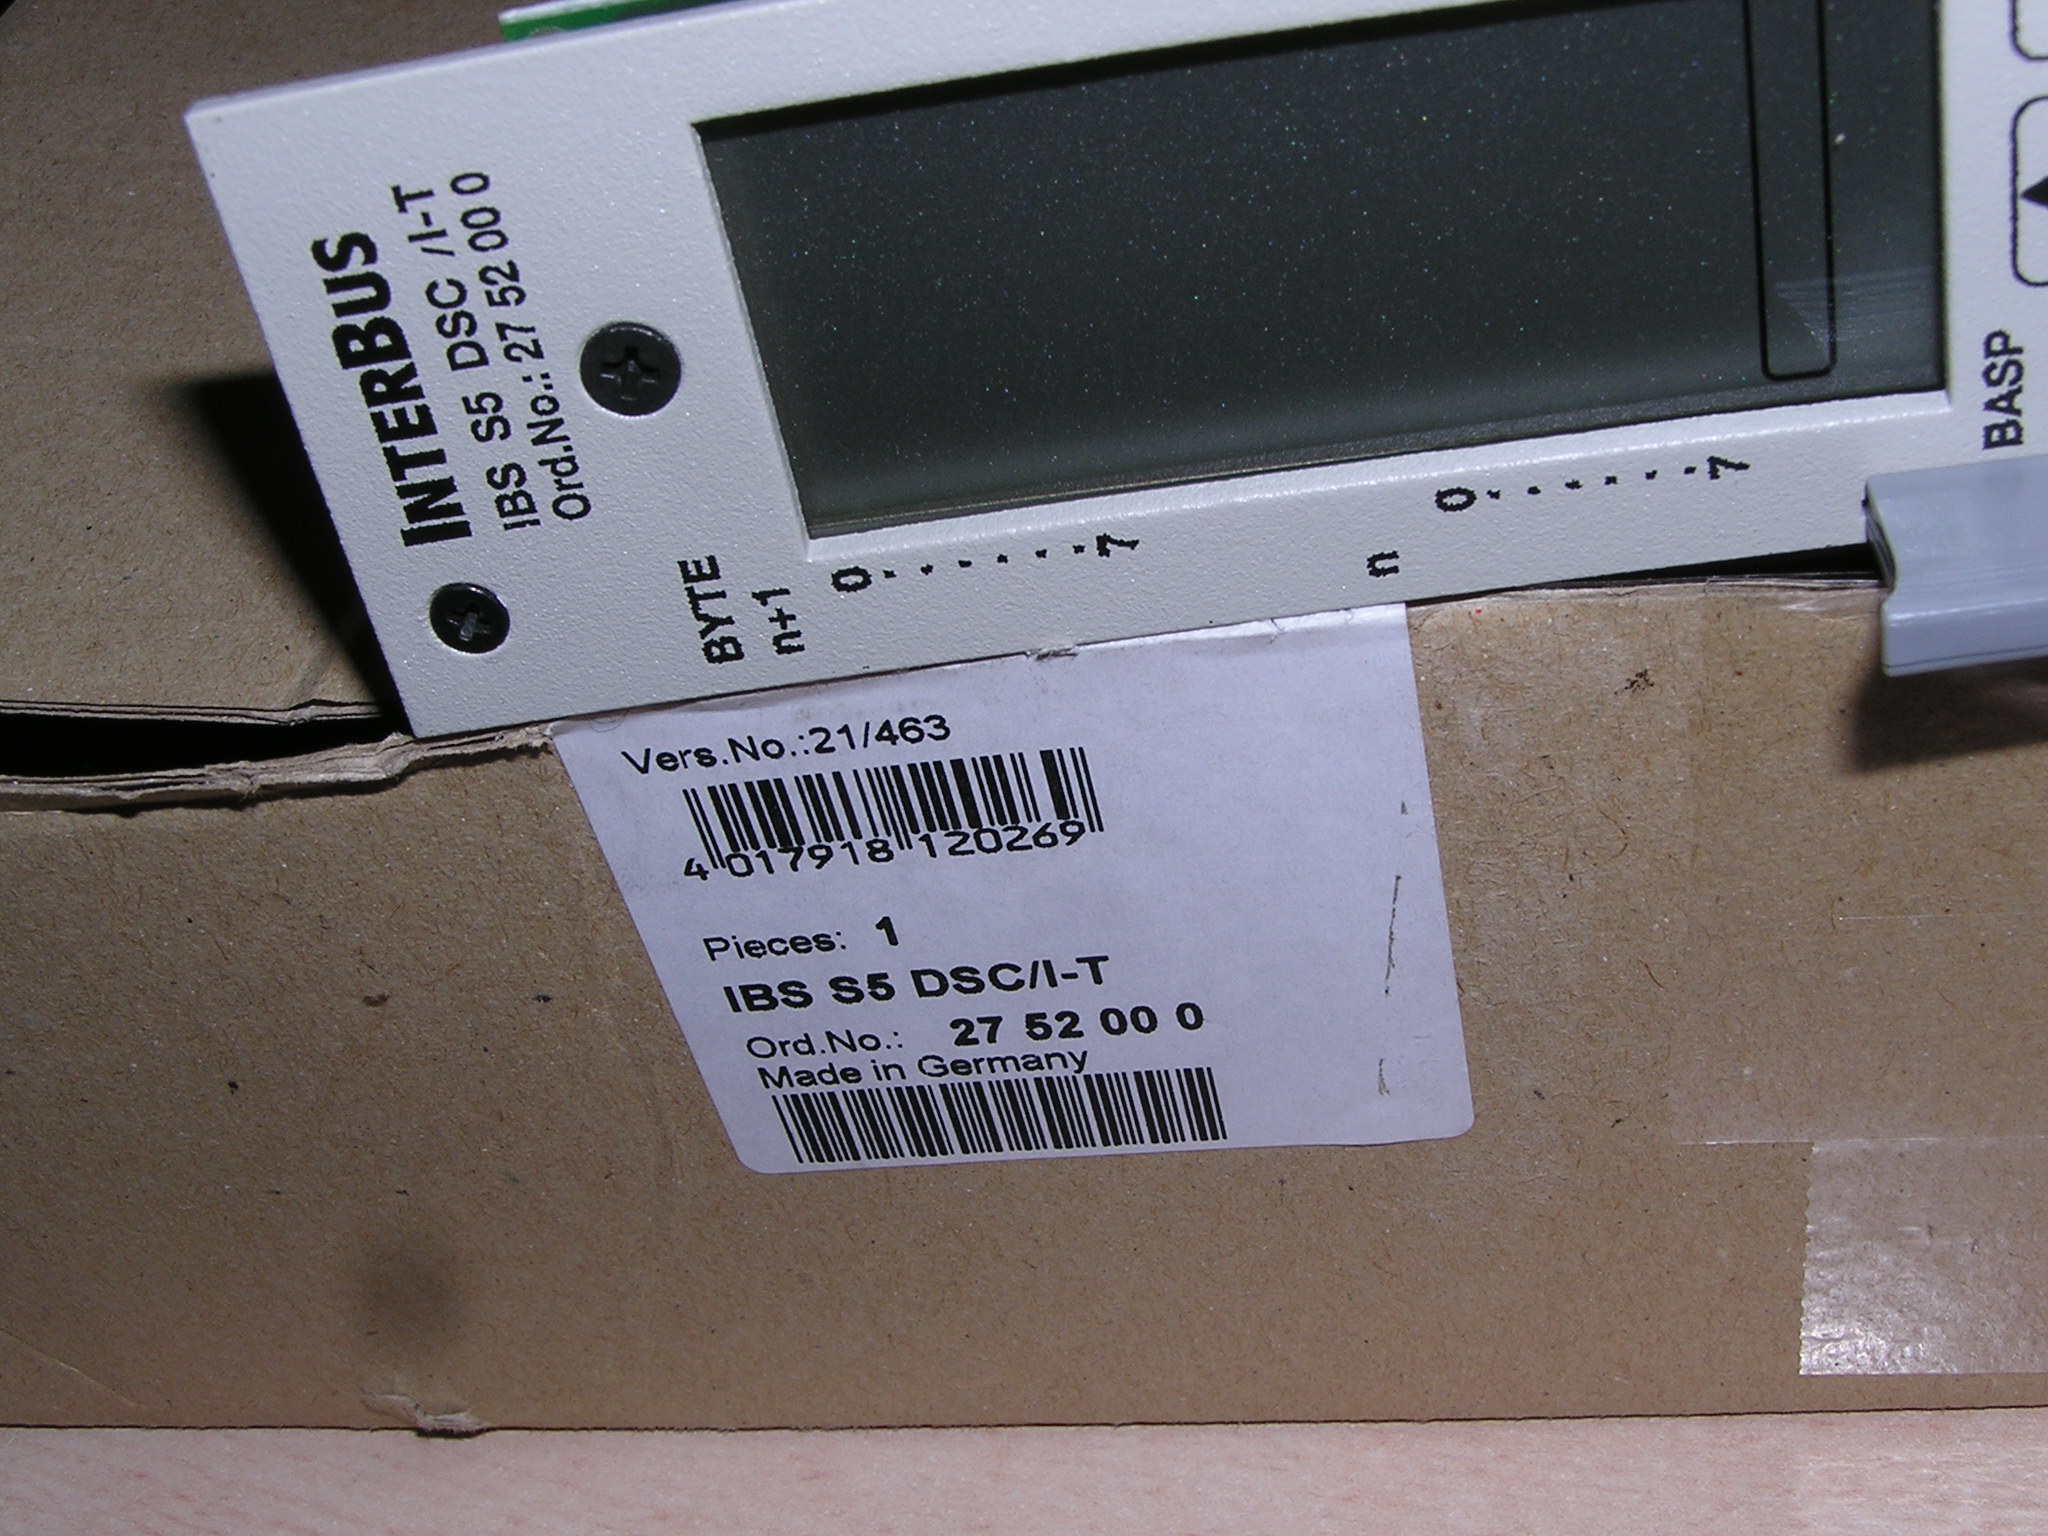 INTERBUS
IBS S5 DSC /I-T
Ord.No.: 27 52 00 0
BYTE
n+1
0 . . . . . . 7
n
0 . . . . . . 7
BASP
Vers.No.:21/463
4 017918 120269
Pieces: 1
IBS S5 DSC/I-T
Ord.No.: 27 52 00 0
Made in Germany